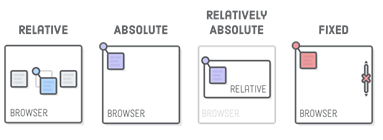 RELATIVE
BROWSER
ABSOLUTE
BROWSER
RELATIVELY
ABSOLUTE
RELATIVE
BROWSER
FIXED
BROWSER